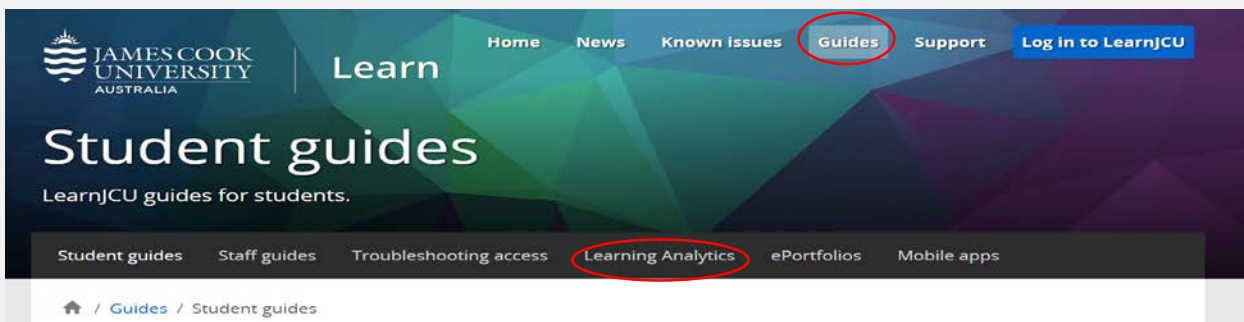 JAMES COOK
UNIVERSITY
AUSTRALIA
Learn
Home News Known issues Guides Support Log in to LearnJCU
Student guides
LearnJCU guides for students.
Student guides Staff guides Troubleshooting access Learning Analytics ePortfolios Mobile apps
/ Guides / Student guides